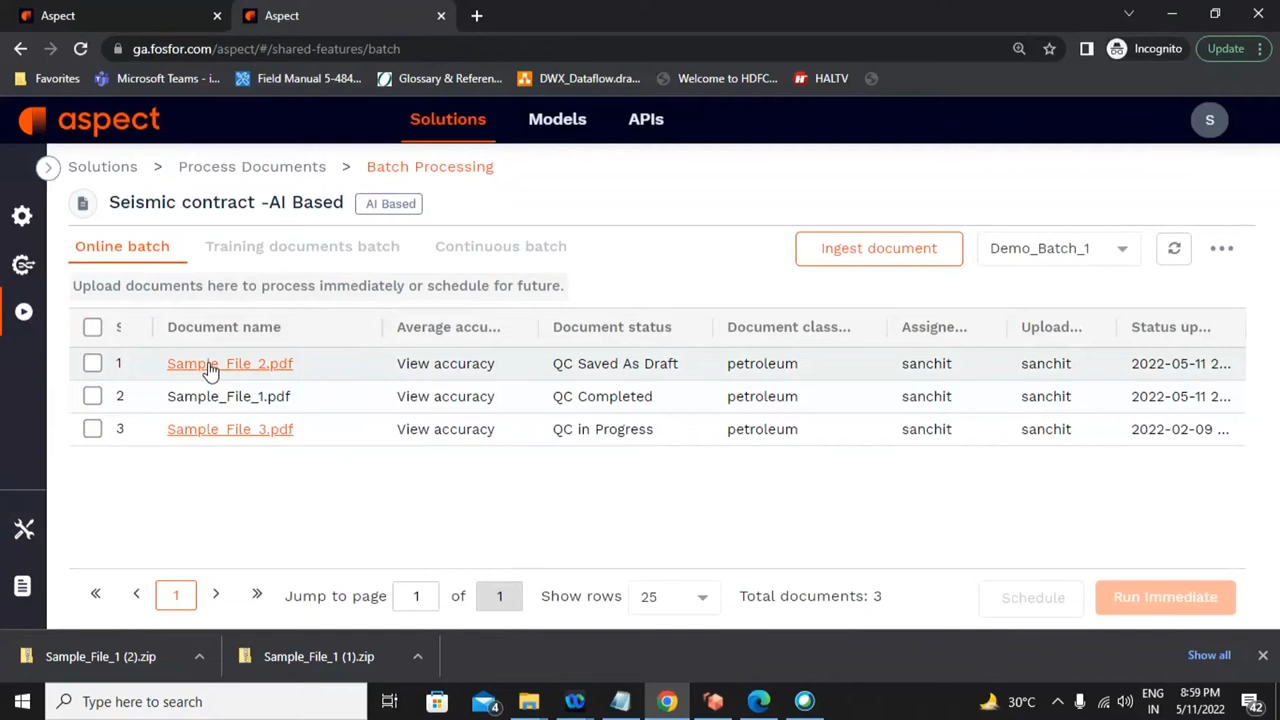 Aspect
Aspect
ga.fosfor.com/aspect/#/shared-features/batch
Incognito
Update
Favorites
Microsoft Teams - i...
Field Manual 5-484...
Glossary & Referen...
DWX_Dataflow.dra...
Welcome to HDFC...
HALTV
aspect
Solutions
Models
APIs
S
Solutions > Process Documents > Batch Processing
Seismic contract -AI Based
AI Based
Online batch
Training documents batch
Continuous batch
Ingest document
Demo_Batch_1
Upload documents here to process immediately or schedule for future.
S Document name Average accu... Document status Document class... Assigne... Upload... Status up...
1 Sample_File_2.pdf View accuracy QC Saved As Draft petroleum sanchit sanchit 2022-05-11 2...
2 Sample_File_1.pdf View accuracy QC Completed petroleum sanchit sanchit 2022-05-11 2...
3 Sample_File_3.pdf View accuracy QC in Progress petroleum sanchit sanchit 2022-02-09 ...
« ‹ 1 › » Jump to page 1 of 1 Show rows 25 Total documents: 3
Schedule
Run Immediate
Sample_File_1 (2).zip
Sample_File_1 (1).zip
Show all
Type here to search
4
30°C
ENG
IN
8:59 PM
5/11/2022
42